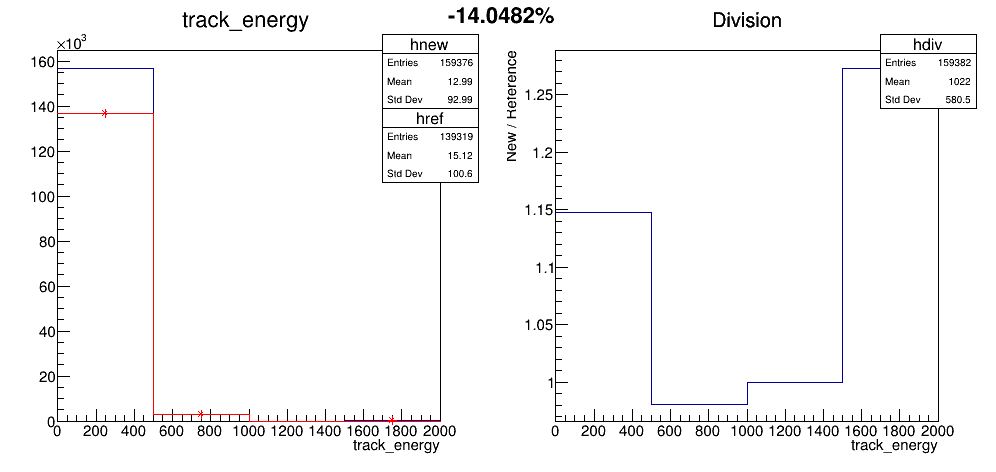 track_energy
-14.0482%
Division
×10³
160
140
120
100
80
60
40
20
0
0 200 400 600 800 1000 1200 1400 1600 1800 2000
track_energy
hnew
Entries 159376
Mean 12.99
Std Dev 92.99
href
Entries 139319
Mean 15.12
Std Dev 100.6
New / Reference
1.25
1.2
1.15
1.1
1.05
1
0 200 400 600 800 1000 1200 1400 1600 1800 2000
track_energy
hdiv
Entries 159382
Mean 1022
Std Dev 580.5